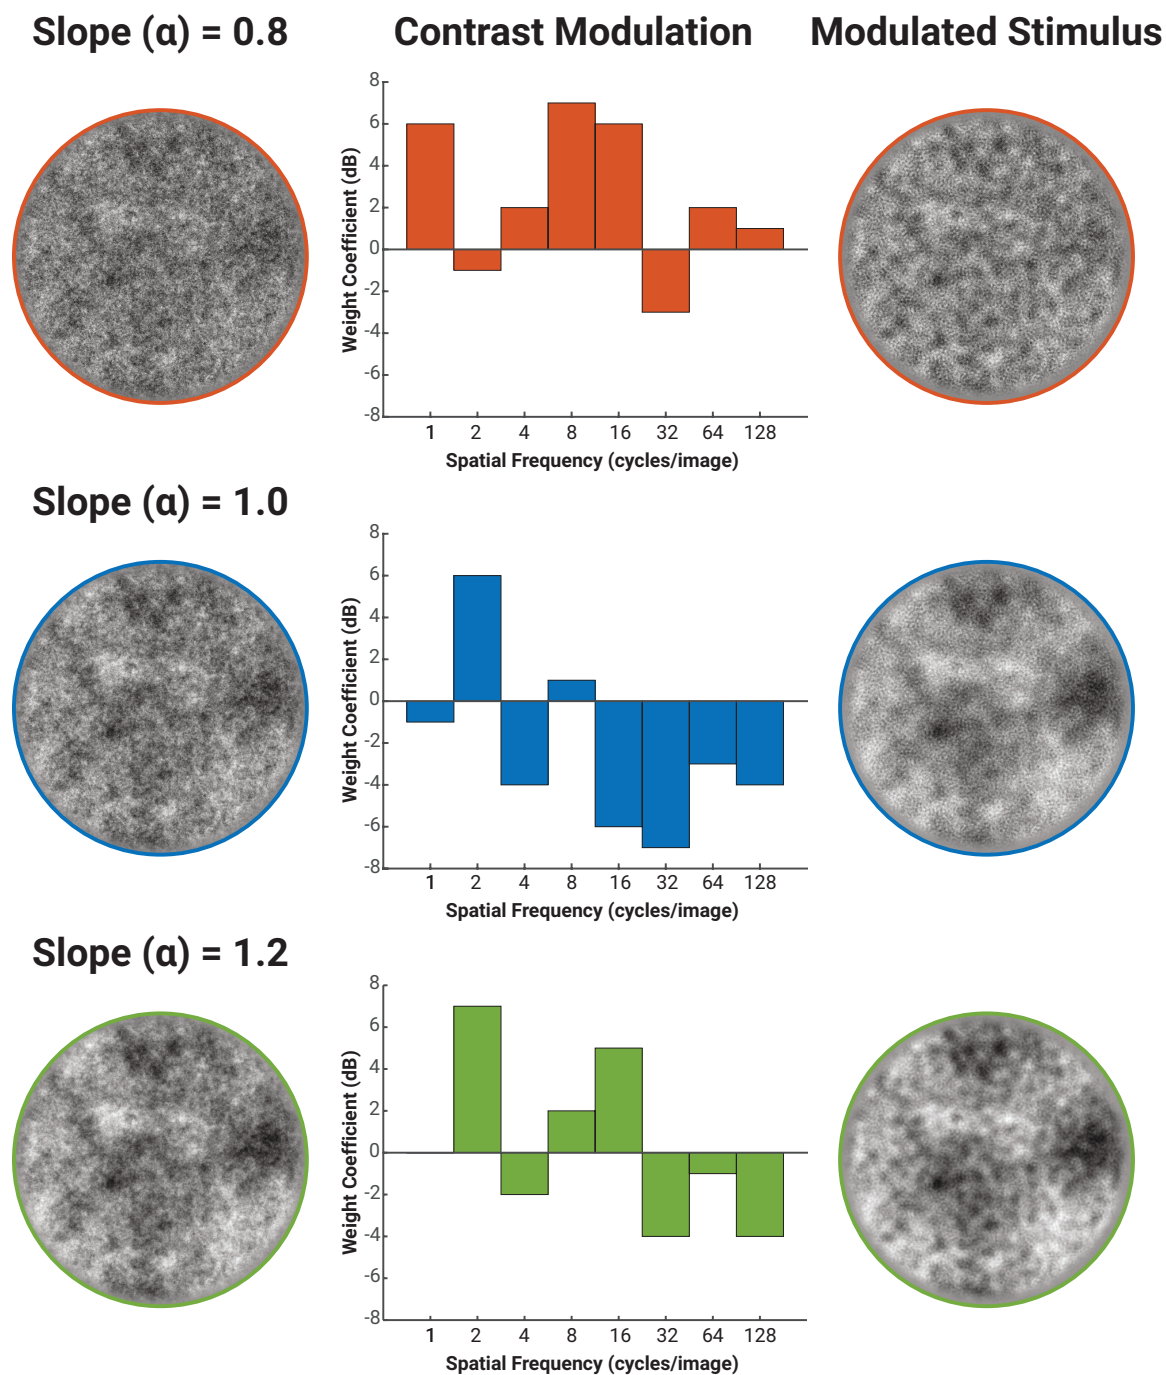 Slope (α) = 0.8
Contrast Modulation
Modulated Stimulus
Weight Coefficient (dB)
8
6
4
2
0
-2
-4
-6
-8
1 2 4 8 16 32 64 128
Spatial Frequency (cycles/image)
Slope (α) = 1.0
Weight Coefficient (dB)
8
6
4
2
0
-2
-4
-6
-8
1 2 4 8 16 32 64 128
Spatial Frequency (cycles/image)
Slope (α) = 1.2
Weight Coefficient (dB)
8
6
4
2
0
-2
-4
-6
-8
1 2 4 8 16 32 64 128
Spatial Frequency (cycles/image)